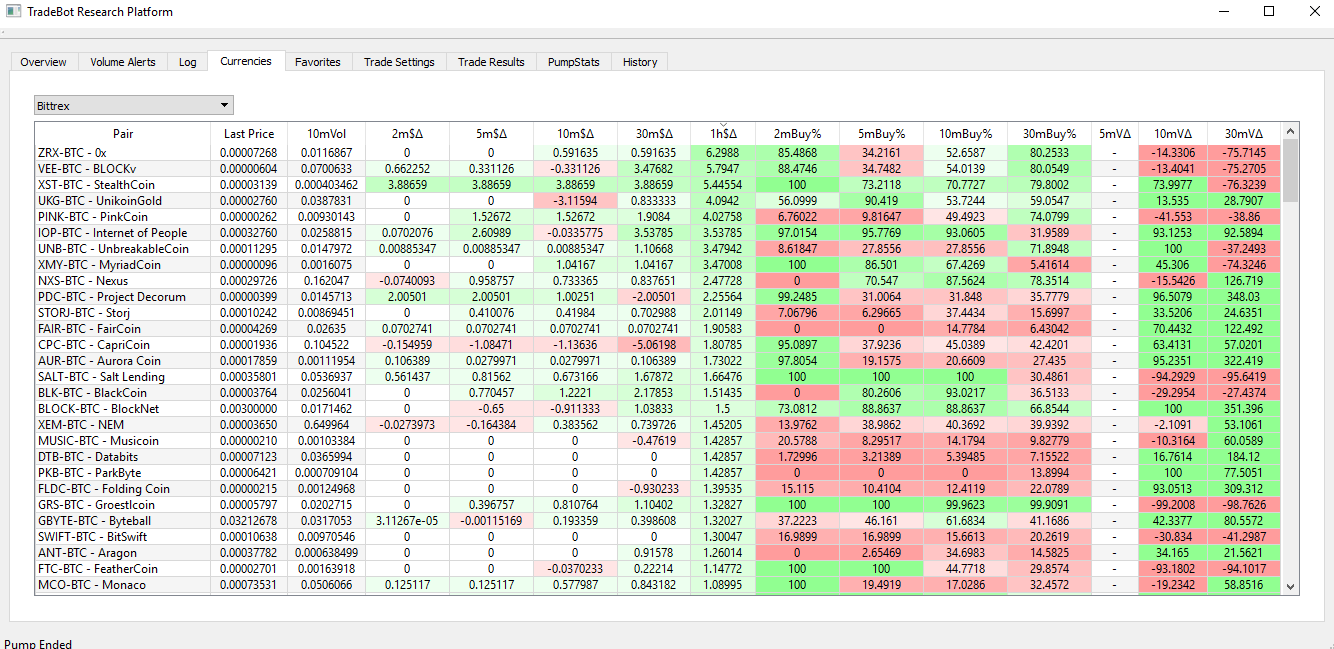 TradeBot Research Platform
Overview Volume Alerts Log Currencies Favorites Trade Settings Trade Results PumpStats History
Bittrex
Pair Last Price 10mVol 2m$Δ 5m$Δ 10m$Δ 30m$Δ 1h$Δ 2mBuy% 5mBuy% 10mBuy% 30mBuy% 5mVΔ 10mVΔ 30mVΔ
ZRX-BTC - 0x 0.00007268 0.0116867 0 0 0.591635 0.591635 6.2988 85.4868 34.2161 52.6587 80.2533 - -14.3306 -75.7145
VEE-BTC - BLOCKv 0.00000604 0.0700633 0.662252 0.331126 -0.331126 3.47682 5.7947 88.4746 34.7482 54.0139 80.0549 - -13.4041 -75.2705
XST-BTC - StealthCoin 0.00003139 0.000403462 3.88659 3.88659 3.88659 3.88659 5.44554 100 73.2118 70.7727 79.8002 - 73.9977 -76.3239
UKG-BTC - UnikoinGold 0.00002760 0.0387831 0 0 -3.11594 0.833333 4.0942 56.0999 90.419 53.7244 59.0547 - 13.535 28.7907
PINK-BTC - PinkCoin 0.00000262 0.00930143 0 1.52672 1.52672 1.9084 4.02758 6.76022 9.81647 49.4923 74.0799 - -41.553 -38.86
IOP-BTC - Internet of People 0.00032760 0.0258815 0.0702076 2.60989 -0.0335775 3.53785 3.53785 97.0154 95.7769 93.0605 31.9589 - 93.1253 92.5894
UNB-BTC - UnbreakableCoin 0.00011295 0.0147972 0.00885347 0.00885347 0.00885347 1.10668 3.47942 8.61847 27.8556 27.8556 71.8948 - 100 -37.2493
XMY-BTC - MyriadCoin 0.00000096 0.0016075 0 0 1.04167 1.04167 3.47008 100 86.501 67.4269 5.41614 - 45.306 -74.3246
NXS-BTC - Nexus 0.00029726 0.162047 -0.0740093 0.958757 0.733365 0.837651 2.47728 0 70.547 87.5624 78.3514 - -15.5426 126.719
PDC-BTC - Project Decorum 0.00000399 0.0145713 2.00501 2.00501 1.00251 -2.00501 2.25564 99.2485 31.0064 31.848 35.7779 - 96.5079 348.03
STORJ-BTC - Storj 0.00010242 0.00869451 0 0.410076 0.41984 0.702988 2.01149 7.06796 6.29665 37.4434 15.6997 - 33.5206 24.6351
FAIR-BTC - FairCoin 0.00004269 0.02635 0.0702741 0.0702741 0.0702741 0.0702741 1.90583 0 0 14.7784 6.43042 - 70.4432 122.492
CPC-BTC - CapriCoin 0.00001936 0.104522 -0.154959 -1.08471 -1.13636 -5.06198 1.80785 95.0897 37.9236 45.0389 42.4201 - 63.4131 57.0201
AUR-BTC - Aurora Coin 0.00017859 0.00111954 0.106389 0.0279971 0.0279971 0.106389 1.73022 97.8054 19.1575 20.6609 27.435 - 95.2351 322.419
SALT-BTC - Salt Lending 0.00035801 0.0536937 0.561437 0.81562 0.673166 1.67872 1.66476 100 100 100 30.4861 - -94.2929 -95.6419
BLK-BTC - BlackCoin 0.00003764 0.0256041 0 0.770457 1.2221 2.17853 1.51435 0 80.2606 93.0217 36.5133 - -29.2954 -27.4374
BLOCK-BTC - BlockNet 0.00300000 0.0171462 0 -0.65 -0.911333 1.03833 1.5 73.0812 88.8637 88.8637 66.8544 - 100 351.396
XEM-BTC - NEM 0.00003650 0.649964 -0.0273973 -0.164384 0.383562 0.739726 1.45205 13.9762 38.9862 40.3692 39.9392 - -2.1091 53.1061
MUSIC-BTC - Musicoin 0.00000210 0.00103384 0 0 0 -0.47619 1.42857 20.5788 8.29517 14.1794 9.82779 - -10.3164 60.0589
DTB-BTC - Databits 0.00007123 0.0365994 0 0 0 0 1.42857 1.72996 3.21389 5.39485 7.15522 - 16.7614 184.12
PKB-BTC - ParkByte 0.00006421 0.000709104 0 0 0 0 1.42857 0 0 0 13.8994 - 100 77.5051
FLDC-BTC - Folding Coin 0.00000215 0.00124968 0 0 0 -0.930233 1.39535 15.115 10.4104 12.4119 22.0789 - 93.0513 309.312
GRS-BTC - Groestlcoin 0.00005797 0.0202715 0 0.396757 0.810764 1.10402 1.32827 100 100 99.9623 99.9091 - -99.2008 -98.7626
GBYTE-BTC - Byteball 0.03212678 0.0317053 3.11267e-05 -0.00115169 0.193359 0.398608 1.32027 37.2223 46.161 61.6834 41.1686 - 42.3377 80.5572
SWIFT-BTC - BitSwift 0.00010638 0.00970546 0 0 0 0 1.30047 16.9899 16.9899 15.6613 20.2619 - -30.834 -41.2987
ANT-BTC - Aragon 0.00037782 0.000638499 0 0 0 0.91578 1.26014 0 2.65469 34.6983 14.5825 - 34.165 21.5621
FTC-BTC - FeatherCoin 0.00002701 0.00163918 0 0 -0.0370233 0.22214 1.14772 100 100 44.7718 29.8574 - -93.1802 -94.1017
MCO-BTC - Monaco 0.00073531 0.0506066 0.125117 0.125117 0.577987 0.843182 1.08995 100 19.4919 17.0286 32.4572 - -19.2342 58.8516
Pump Ended